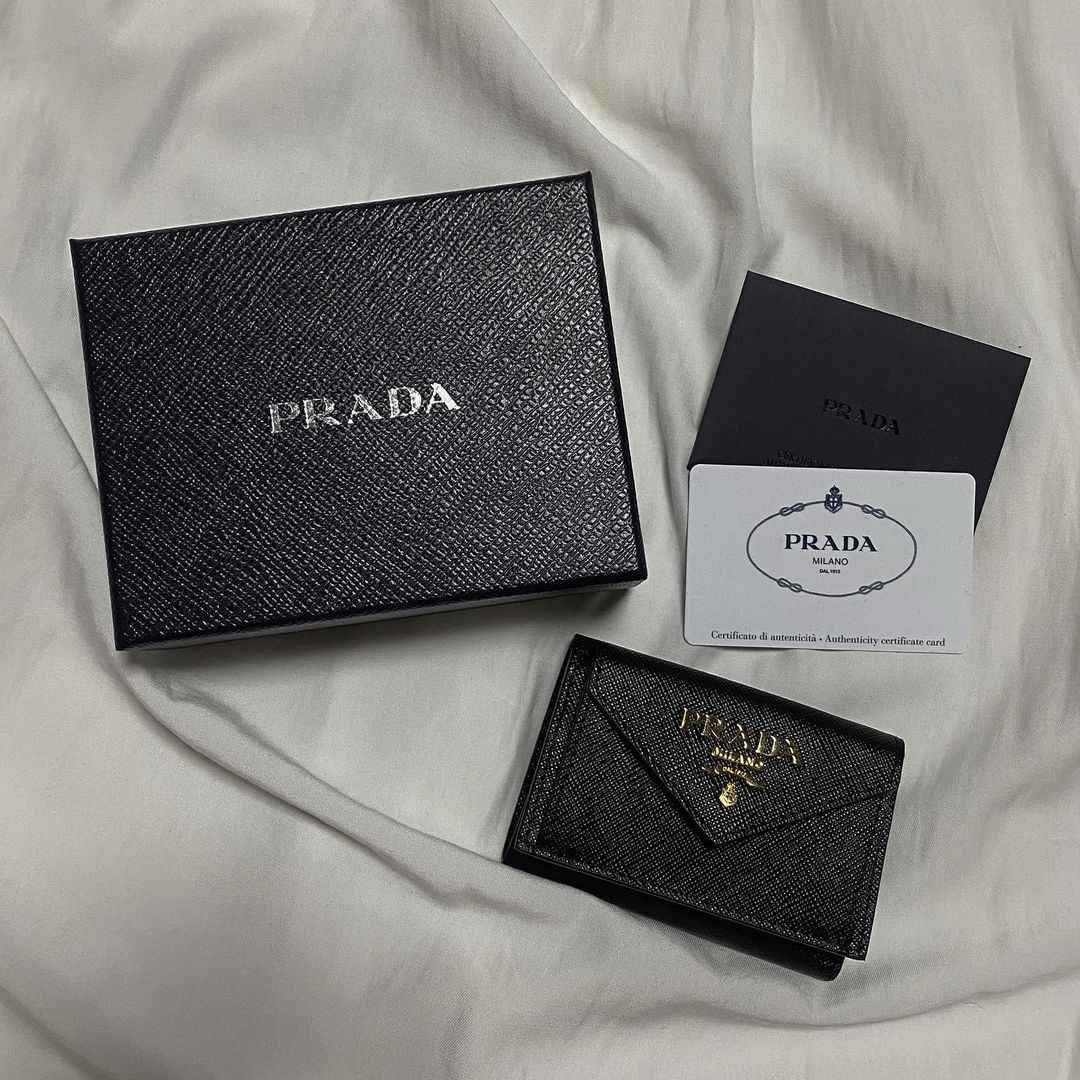 PRADA
PRADA
PRADA
MILANO
DAL 1913
Certificato di autenticità • Authenticity certificate card
PRADA
MILANO